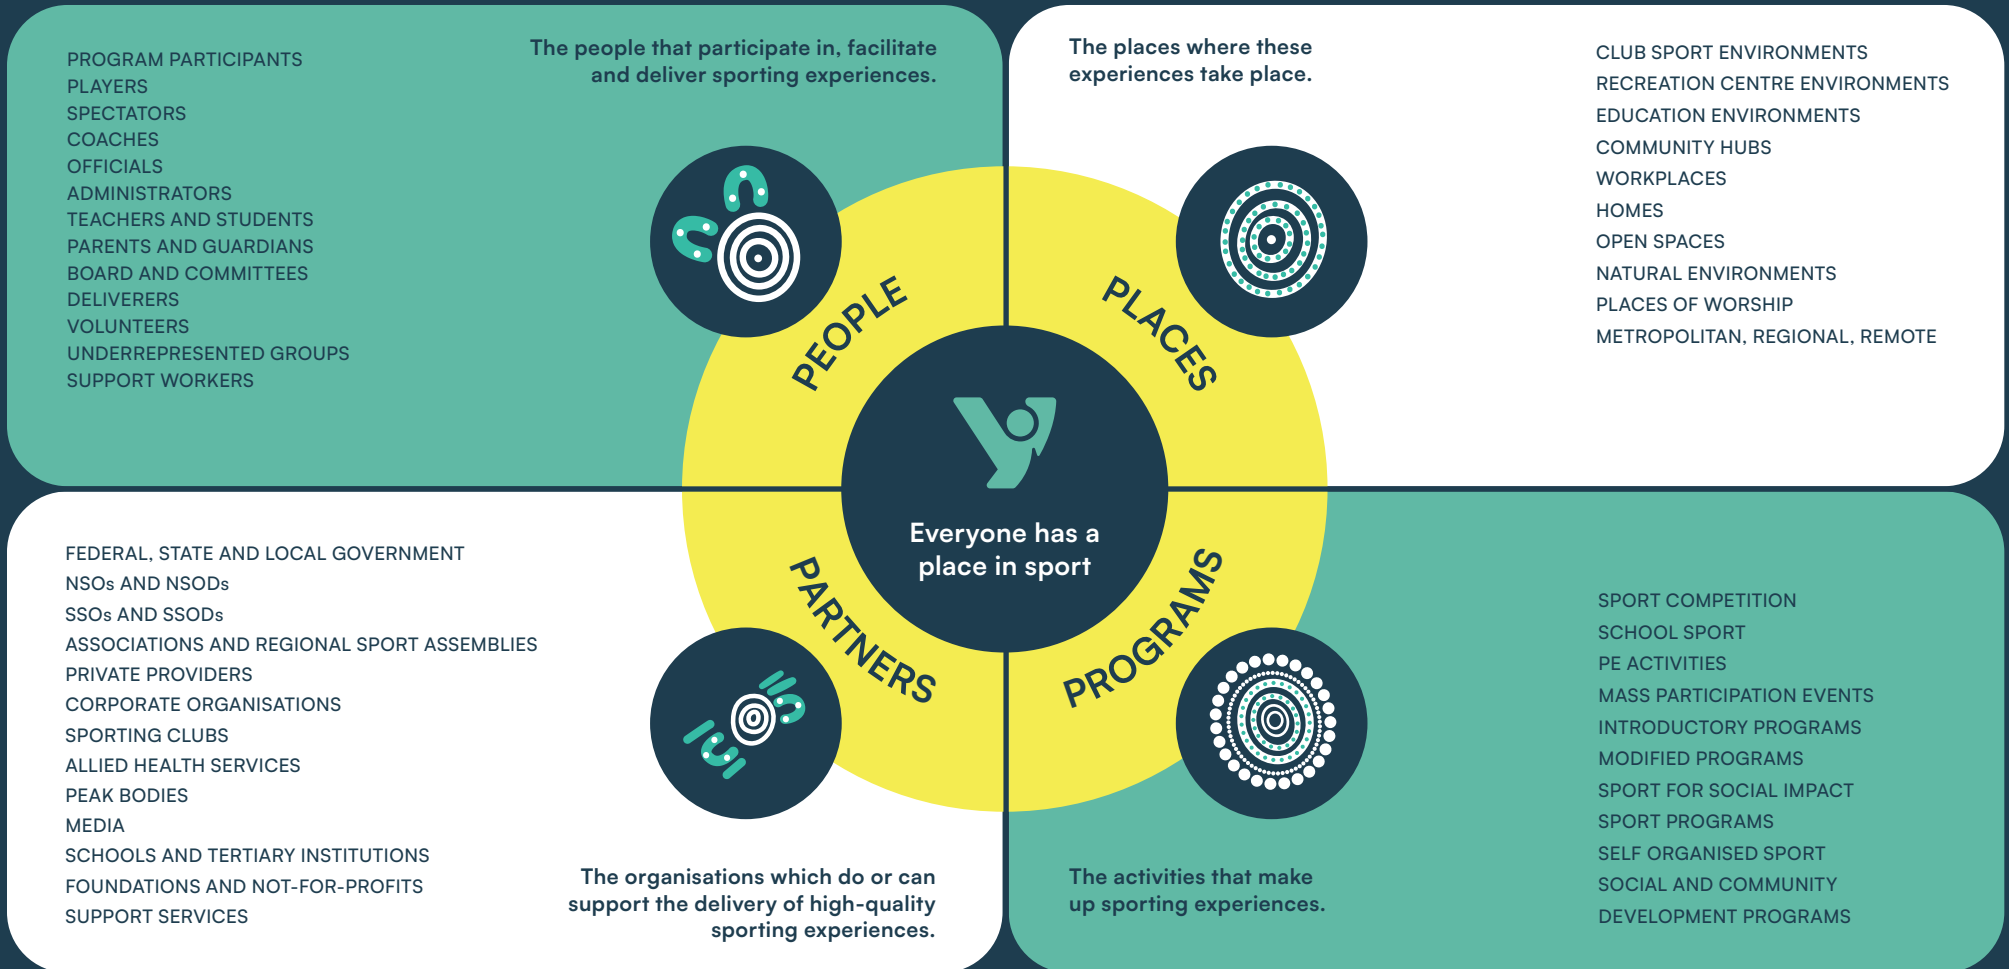 PROGRAM PARTICIPANTS
PLAYERS
SPECTATORS
COACHES
OFFICIALS
ADMINISTRATORS
TEACHERS AND STUDENTS
PARENTS AND GUARDIANS
BOARD AND COMMITTEES
DELIVERERS
VOLUNTEERS
UNDERREPRESENTED GROUPS
SUPPORT WORKERS
The people that participate in, facilitate
and deliver sporting experiences.
PEOPLE
The places where these
experiences take place.
PLACES
CLUB SPORT ENVIRONMENTS
RECREATION CENTRE ENVIRONMENTS
EDUCATION ENVIRONMENTS
COMMUNITY HUBS
WORKPLACES
HOMES
OPEN SPACES
NATURAL ENVIRONMENTS
PLACES OF WORSHIP
METROPOLITAN, REGIONAL, REMOTE
Everyone has a
place in sport
FEDERAL, STATE AND LOCAL GOVERNMENT
NSOs AND NSODs
SSOs AND SSODs
ASSOCIATIONS AND REGIONAL SPORT ASSEMBLIES
PRIVATE PROVIDERS
CORPORATE ORGANISATIONS
SPORTING CLUBS
ALLIED HEALTH SERVICES
PEAK BODIES
MEDIA
SCHOOLS AND TERTIARY INSTITUTIONS
FOUNDATIONS AND NOT-FOR-PROFITS
SUPPORT SERVICES
PARTNERS
The organisations which do or can
support the delivery of high-quality
sporting experiences.
PROGRAMS
The activities that make
up sporting experiences.
SPORT COMPETITION
SCHOOL SPORT
PE ACTIVITIES
MASS PARTICIPATION EVENTS
INTRODUCTORY PROGRAMS
MODIFIED PROGRAMS
SPORT FOR SOCIAL IMPACT
SPORT PROGRAMS
SELF ORGANISED SPORT
SOCIAL AND COMMUNITY
DEVELOPMENT PROGRAMS